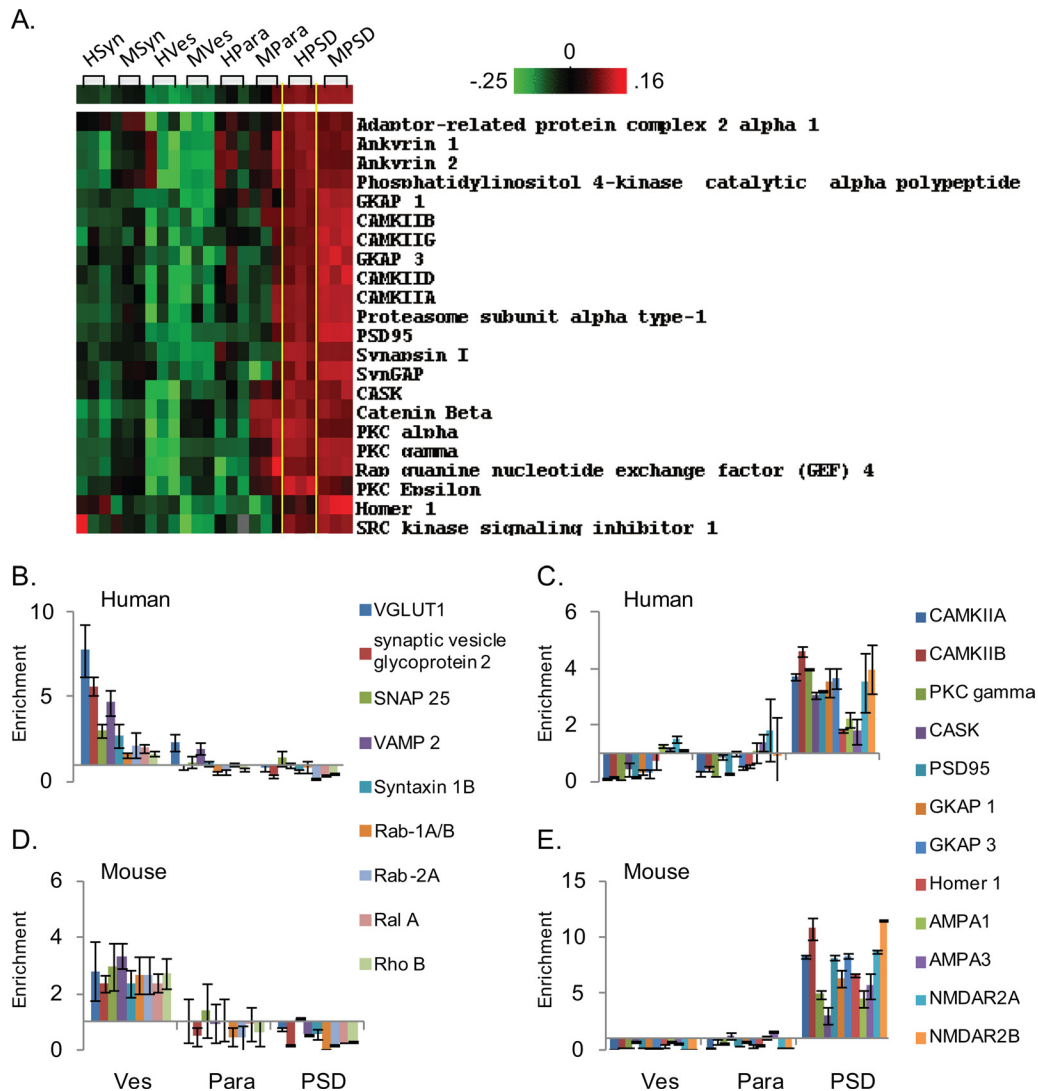 A.
HSyn MSyn HVes MVes HPara MPara HPSD MPSD
0
-.25 .16
Adaptor-related protein complex 2 alpha 1
Ankyrin 1
Ankyrin 2
Phosphatidylinositol 4-kinase catalytic alpha polypeptide
GKAP 1
CAMKIIB
CAMKIIG
GKAP 3
CAMKIID
CAMKIIA
Proteasome subunit alpha type-1
PSD95
Synapsin I
SynGAP
CASK
Catenin Beta
PKC alpha
PKC gamma
Rap guanine nucleotide exchange factor (GEF) 4
PKC Epsilon
Homer 1
SRC kinase signaling inhibitor 1
B.
Human
Enrichment
10
0
VGLUT1
synaptic vesicle
glycoprotein 2
SNAP 25
VAMP 2
Syntaxin 1B
Rab-1A/B
Rab-2A
Ral A
Rho B
C.
Human
Enrichment
6
4
2
0
CAMKIIA
CAMKIIB
PKC gamma
CASK
PSD95
GKAP 1
GKAP 3
Homer 1
AMPA1
AMPA3
NMDAR2A
NMDAR2B
D.
Mouse
Enrichment
6
4
2
0
Ves Para PSD
E.
Mouse
Enrichment
15
10
5
0
Ves Para PSD